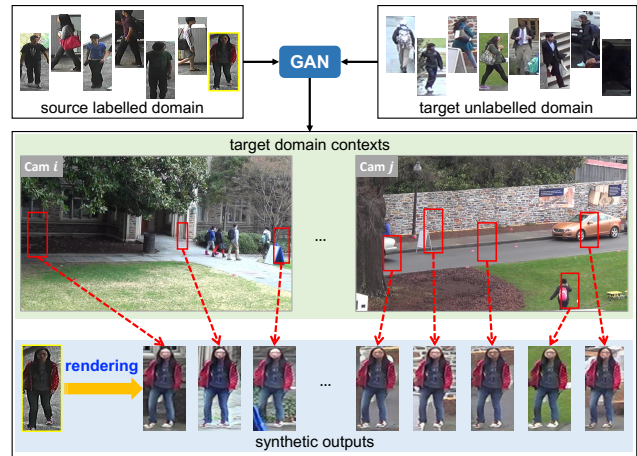 GAN
source labelled domain
target unlabelled domain
target domain contexts
Cam i
Cam j
...
rendering
...
synthetic outputs